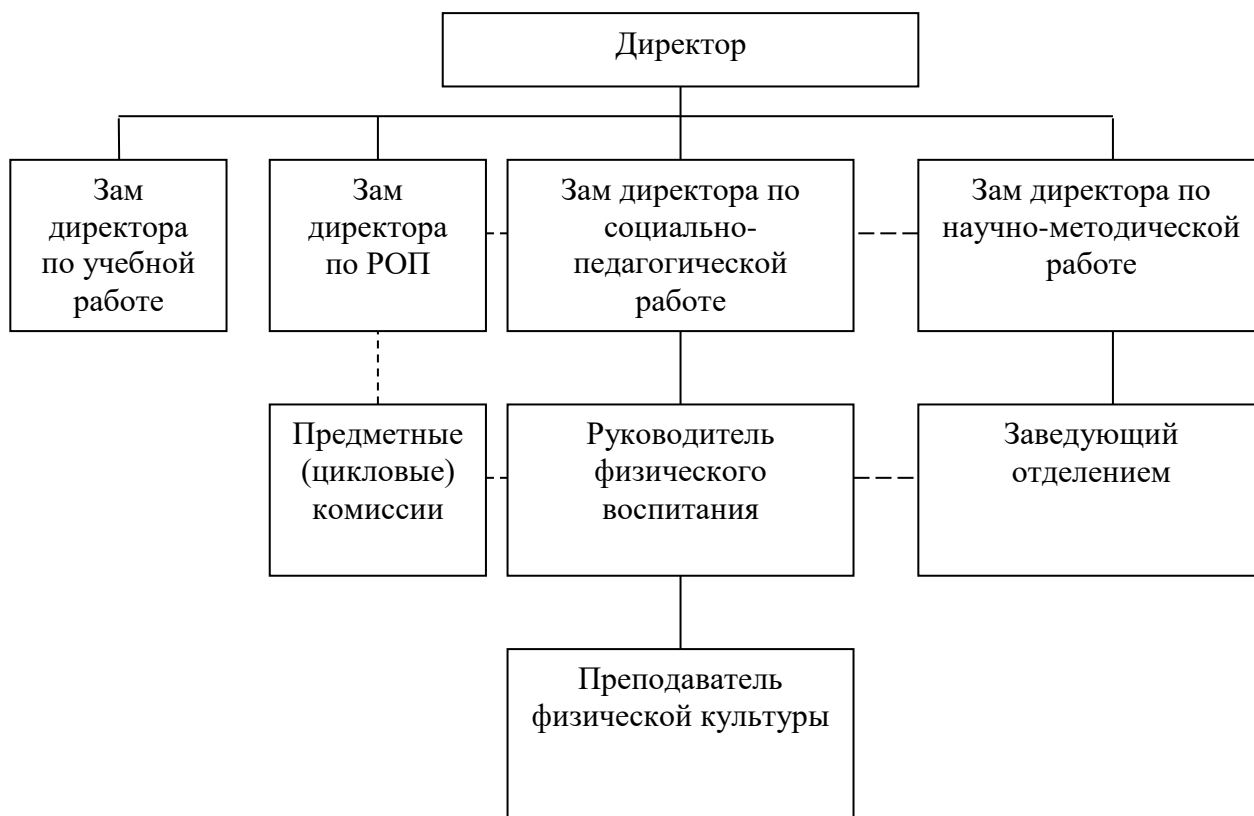 Директор
Зам
директора
по учебной
работе
Зам
директора
по РОП
Зам директора по
социально-
педагогической
работе
Зам директора по
научно-методической
работе
Предметные
(цикловые)
комиссии
Руководитель
физического
воспитания
Заведующий
отделением
Преподаватель
физической культуры